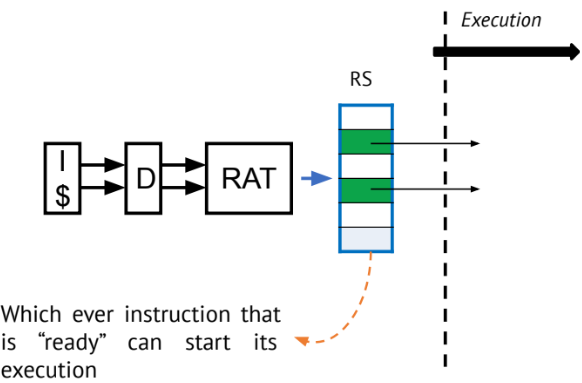 Execution
RS
I
$
D
RAT
Which ever instruction that
is “ready” can start its
execution